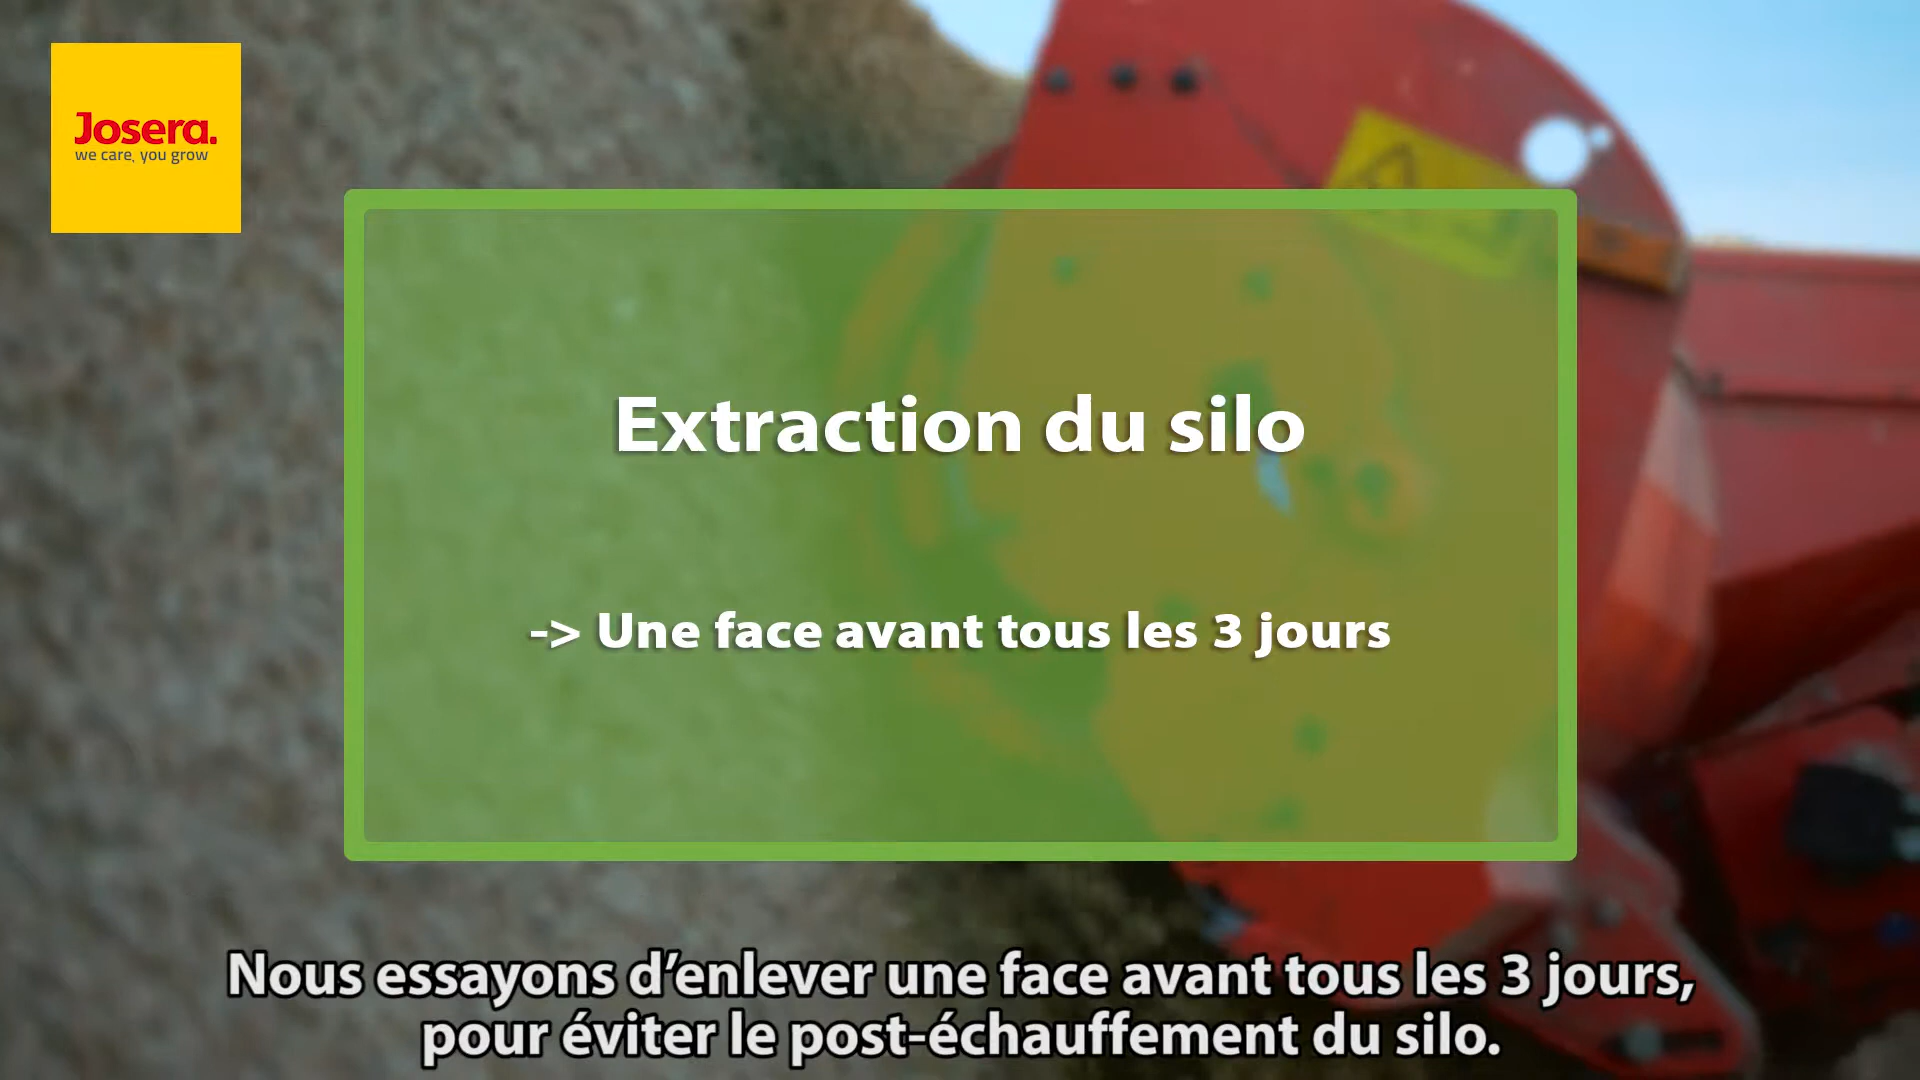 Josera.
we care, you grow
Extraction du silo
-> Une face avant tous les 3 jours
Nous essayons d’enlever une face avant tous les 3 jours,
pour éviter le post-échauffement du silo.